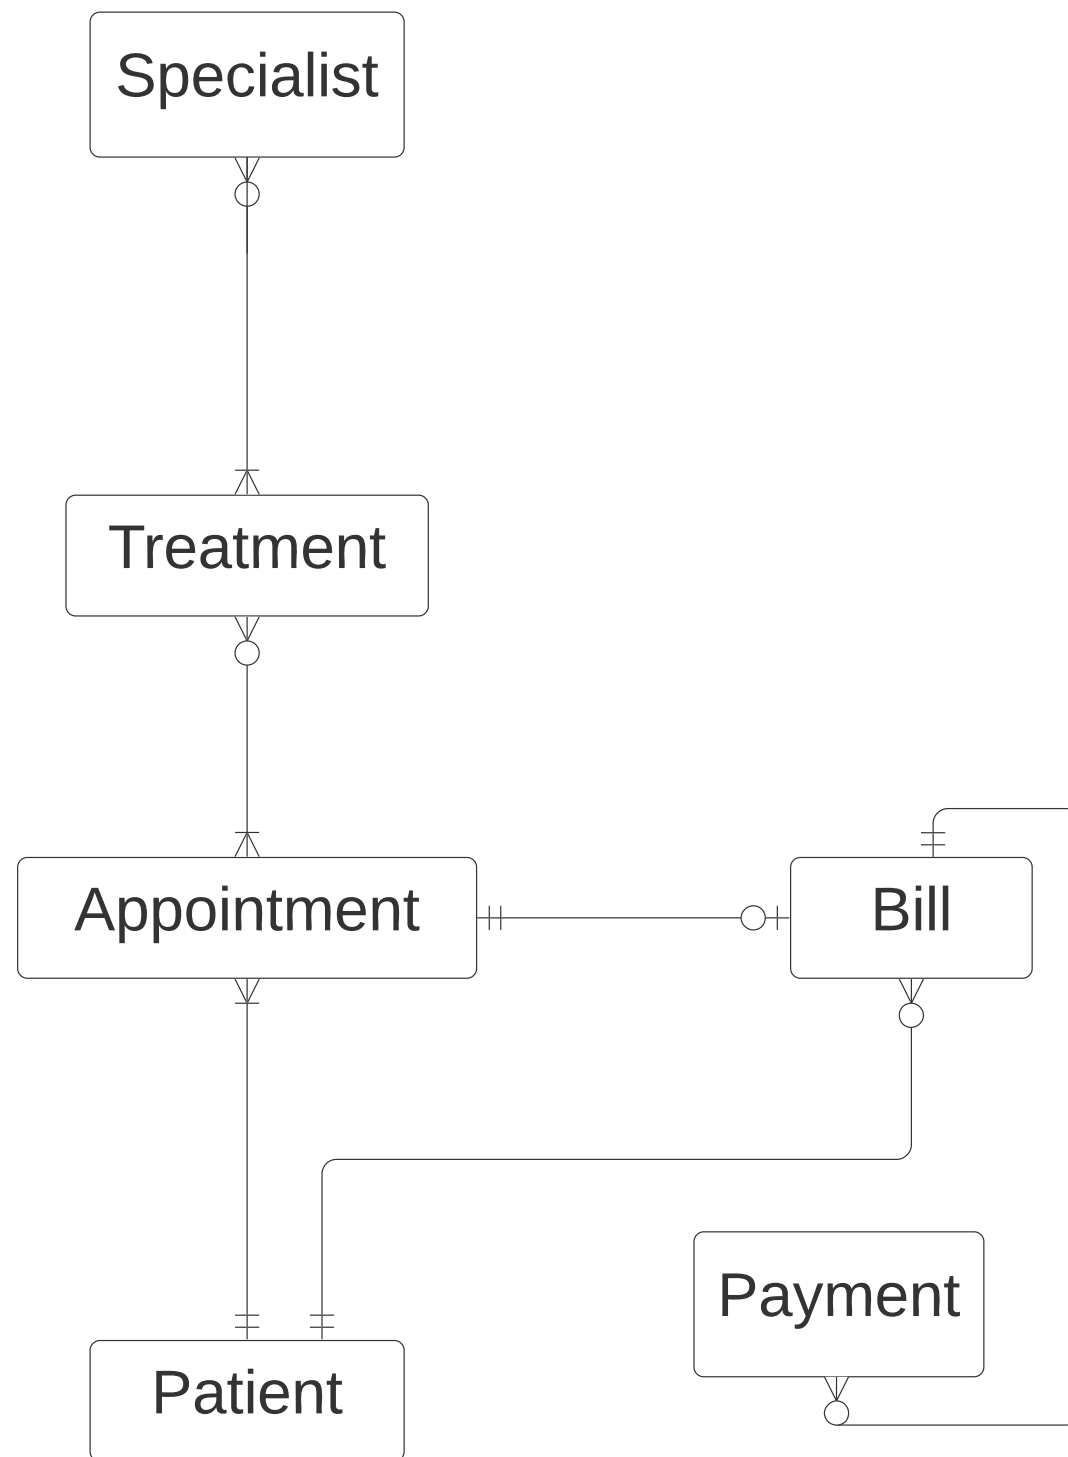 Specialist
Treatment
Appointment
Bill
Payment
Patient